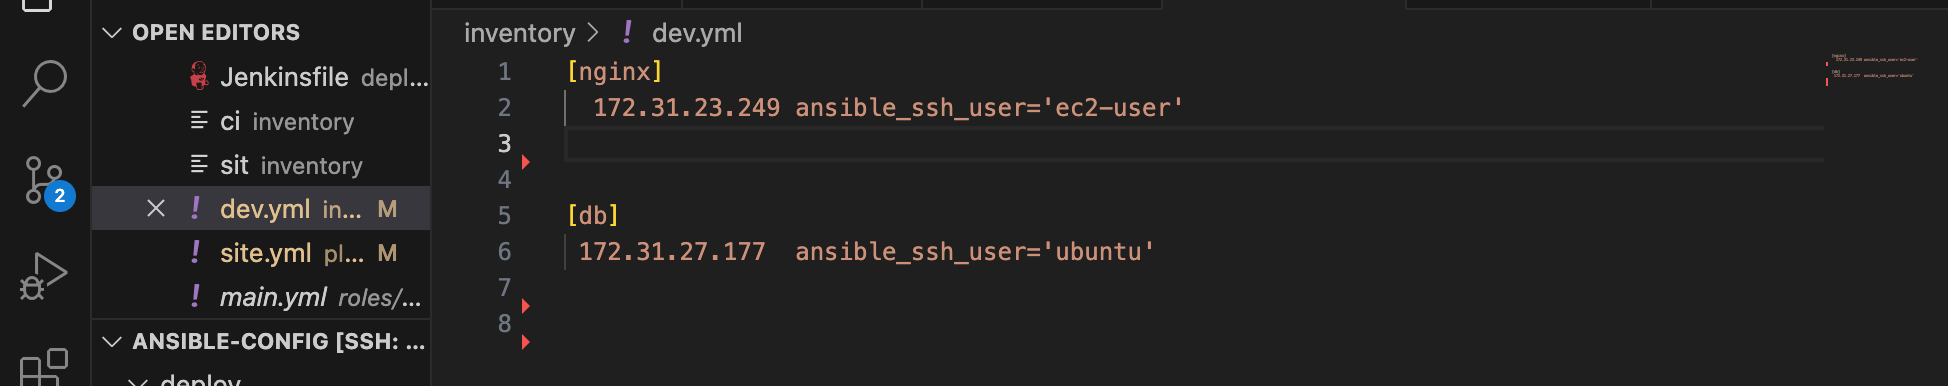 OPEN EDITORS
Jenkinsfile depl...
ci inventory
sit inventory
dev.yml in... M
site.yml pl... M
main.yml roles/...
ANSIBLE-CONFIG [SSH: ...
deploy
2
inventory > ! dev.yml
1 [nginx]
2 172.31.23.249 ansible_ssh_user='ec2-user'
3
4
5 [db]
6 172.31.27.177 ansible_ssh_user='ubuntu'
7
8